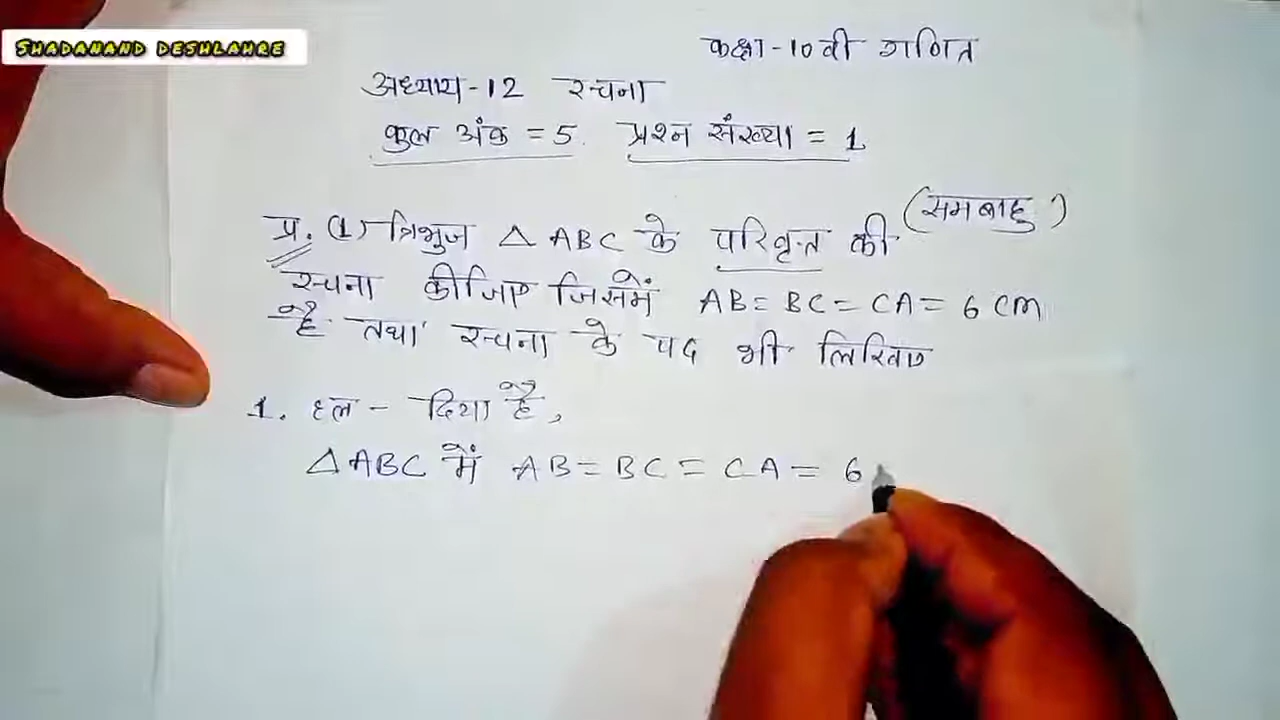 SHADANAND DESHLAHRE
कक्षा-10 वी गणित
अध्याय-12 रचना
कुल अंक = 5. प्रश्न संख्या = 1
(समबाहु)
प्र. (1) त्रिभुज △ ABC के परिवृत की
रचना कीजिए जिसमें AB = BC = CA = 6 CM
है तथा रचना के पद भी लिखिए
1. हल - दिया है,
△ABC में AB = BC = CA = 6